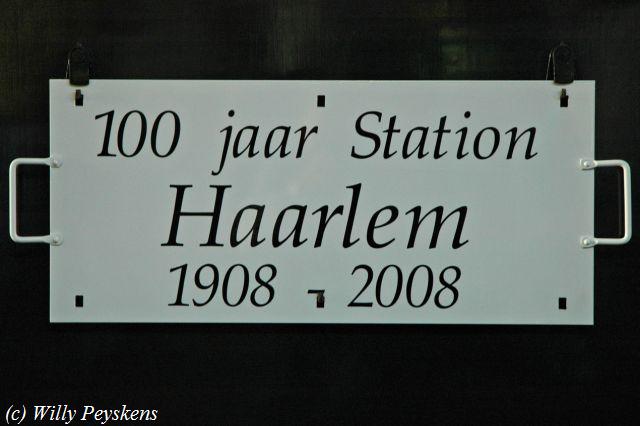 100 jaar Station
Haarlem
1908 - 2008
(c) Willy Peyskens